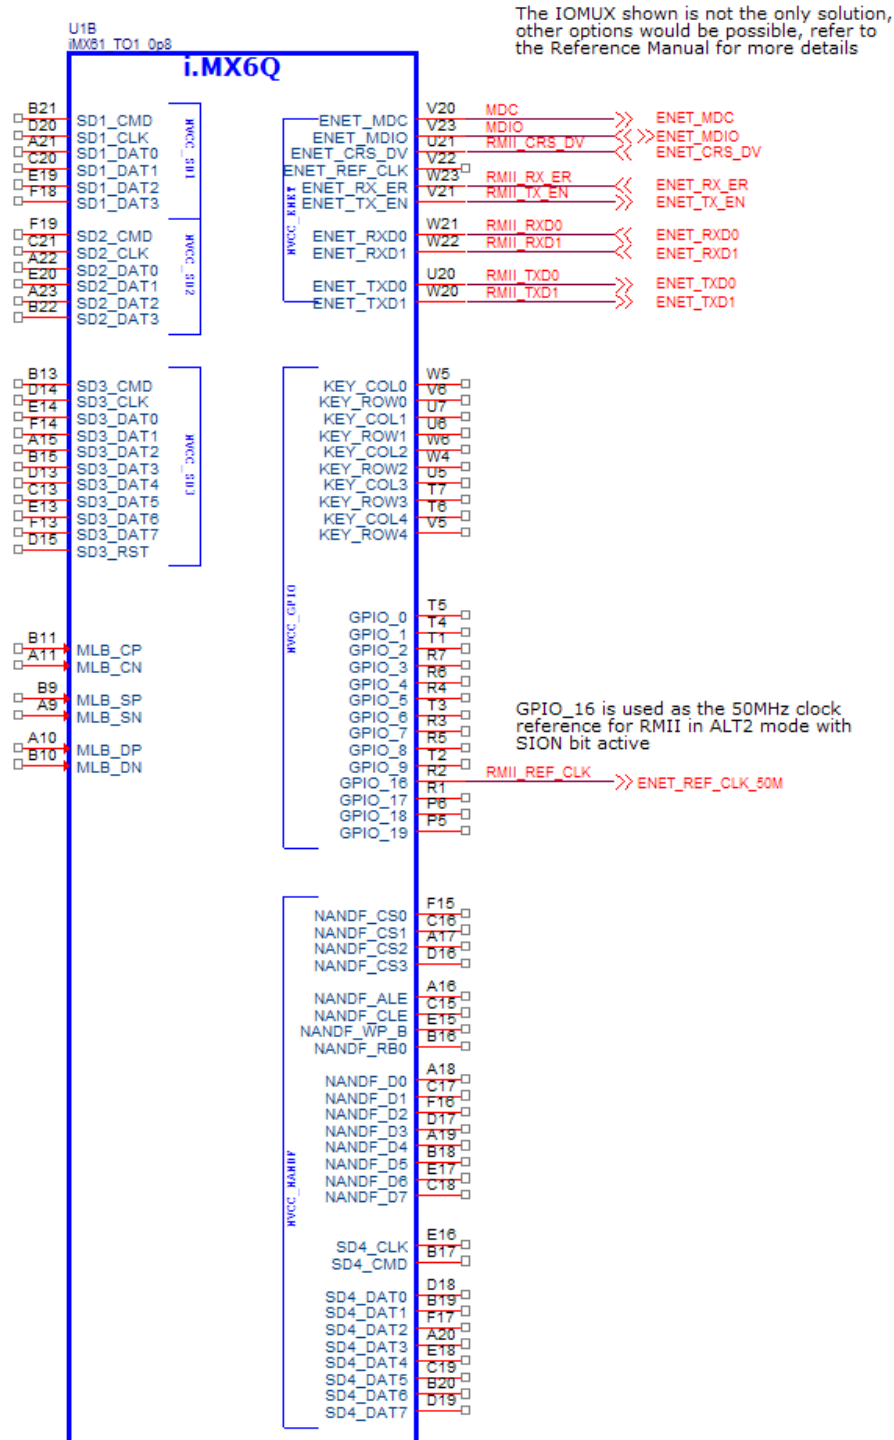 The IOMUX shown is not the only solution,
other options would be possible, refer to
the Reference Manual for more details
U1B
iMX61_TO1_0p8
i.MX6Q
B21 SD1_CMD
D20 SD1_CLK
A21 SD1_DAT0
C20 SD1_DAT1
E19 SD1_DAT2
F18 SD1_DAT3
NVCC_SD1
F19 SD2_CMD
C21 SD2_CLK
A22 SD2_DAT0
E20 SD2_DAT1
A23 SD2_DAT2
B22 SD2_DAT3
NVCC_SD2
B13 SD3_CMD
D14 SD3_CLK
E14 SD3_DAT0
F14 SD3_DAT1
A15 SD3_DAT2
B15 SD3_DAT3
D13 SD3_DAT4
C13 SD3_DAT5
E13 SD3_DAT6
F13 SD3_DAT7
D15 SD3_RST
NVCC_SD3
B11 MLB_CP
A11 MLB_CN
B9 MLB_SP
A9 MLB_SN
A10 MLB_DP
B10 MLB_DN
NVCC_ENET
ENET_MDC V20 MDC ENET_MDC
ENET_MDIO V23 MDIO ENET_MDIO
ENET_CRS_DV U21 RMII_CRS_DV ENET_CRS_DV
ENET_REF_CLK V22
ENET_RX_ER W23 RMII_RX_ER ENET_RX_ER
ENET_TX_EN V21 RMII_TX_EN ENET_TX_EN
ENET_RXD0 W21 RMII_RXD0 ENET_RXD0
ENET_RXD1 W22 RMII_RXD1 ENET_RXD1
ENET_TXD0 U20 RMII_TXD0 ENET_TXD0
ENET_TXD1 W20 RMII_TXD1 ENET_TXD1
NVCC_GPIO
KEY_COL0 W5
KEY_ROW0 V6
KEY_COL1 U7
KEY_ROW1 U6
KEY_COL2 W6
KEY_ROW2 W4
KEY_COL3 U5
KEY_ROW3 T7
KEY_COL4 T6
KEY_ROW4 V5
GPIO_0 T5
GPIO_1 T4
GPIO_2 T1
GPIO_3 R7
GPIO_4 R6
GPIO_5 R4
GPIO_6 T3
GPIO_7 R3
GPIO_8 R5
GPIO_9 T2
GPIO_16 R2 RMII_REF_CLK ENET_REF_CLK_50M
GPIO_17 R1
GPIO_18 P6
GPIO_19 P5
GPIO_16 is used as the 50MHz clock
reference for RMII in ALT2 mode with
SION bit active
NVCC_NANDF
NANDF_CS0 F15
NANDF_CS1 C16
NANDF_CS2 A17
NANDF_CS3 D16
NANDF_ALE A16
NANDF_CLE C15
NANDF_WP_B E15
NANDF_RB0 B16
NANDF_D0 A18
NANDF_D1 C17
NANDF_D2 F16
NANDF_D3 D17
NANDF_D4 A19
NANDF_D5 B18
NANDF_D6 E17
NANDF_D7 C18
SD4_CLK E16
SD4_CMD B17
SD4_DAT0 D18
SD4_DAT1 B19
SD4_DAT2 F17
SD4_DAT3 A20
SD4_DAT4 E18
SD4_DAT5 C19
SD4_DAT6 B20
SD4_DAT7 D19